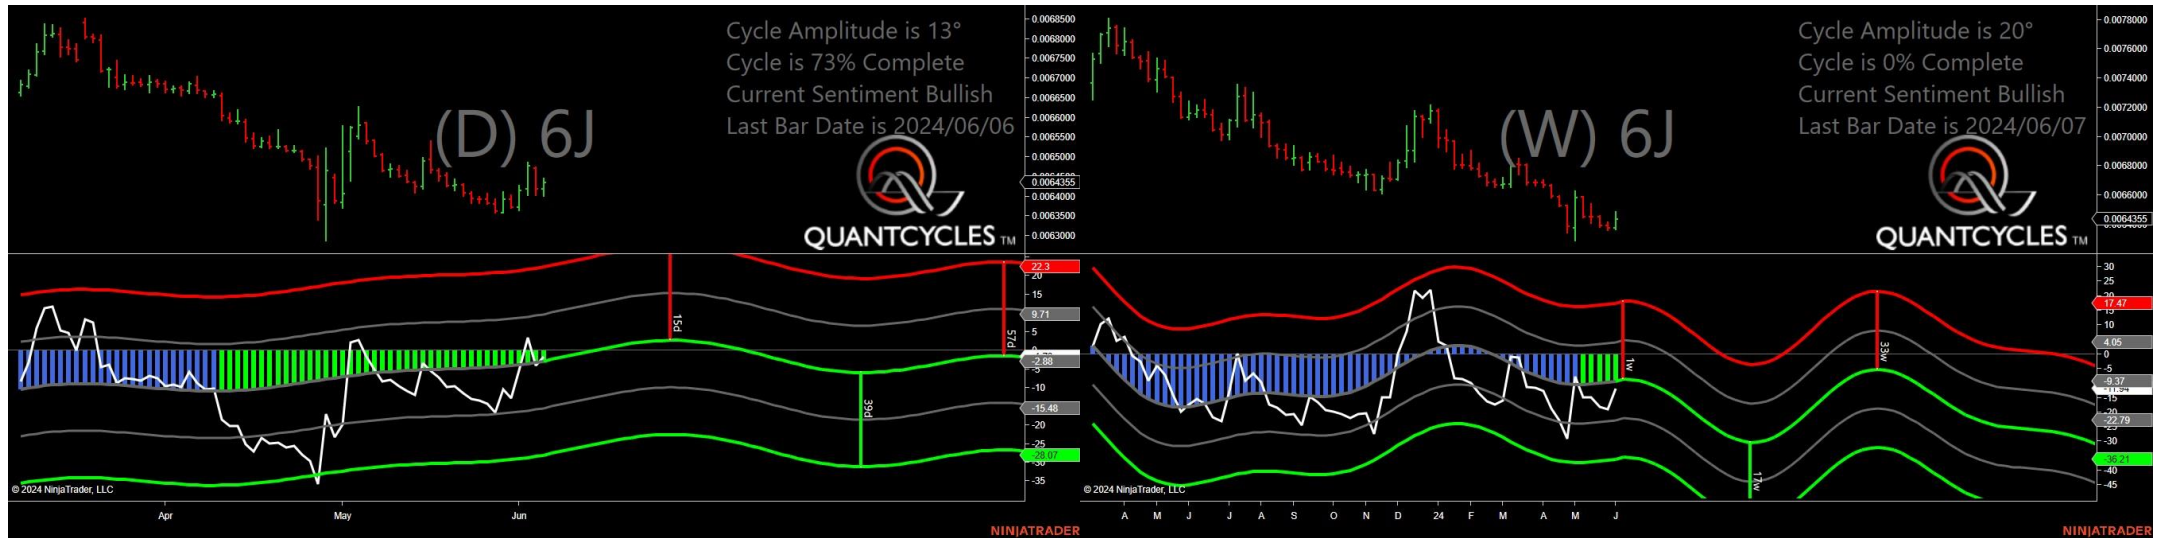 Cycle Amplitude is 13°
Cycle is 73% Complete
Current Sentiment Bullish
Last Bar Date is 2024/06/06
(D) 6J
QUANTCYCLES TM
0.0068500
0.0068000
0.0067500
0.0067000
0.0066500
0.0066000
0.0065500
0.0065000
0.0064355
0.0064000
0.0063500
0.0063000
22.3
20
15
9.71
5
-2.88
-5
-10
-15.48
-20
-25
-28.07
-30
-35
15d
39d
57d
© 2024 NinjaTrader, LLC
Apr May Jun
NINJATRADER
Cycle Amplitude is 20°
Cycle is 0% Complete
Current Sentiment Bullish
Last Bar Date is 2024/06/07
(W) 6J
QUANTCYCLES TM
0.0078000
0.0076000
0.0074000
0.0072000
0.0070000
0.0068000
0.0066000
0.0064355
30
25
17.47
15
10
4.05
0
-5
-9.37
-11.94
-15
-22.79
-30
-36.21
-40
-45
1w
17w
33w
© 2024 NinjaTrader, LLC
A M J J A S O N D 24 F M A M J
NINJATRADER